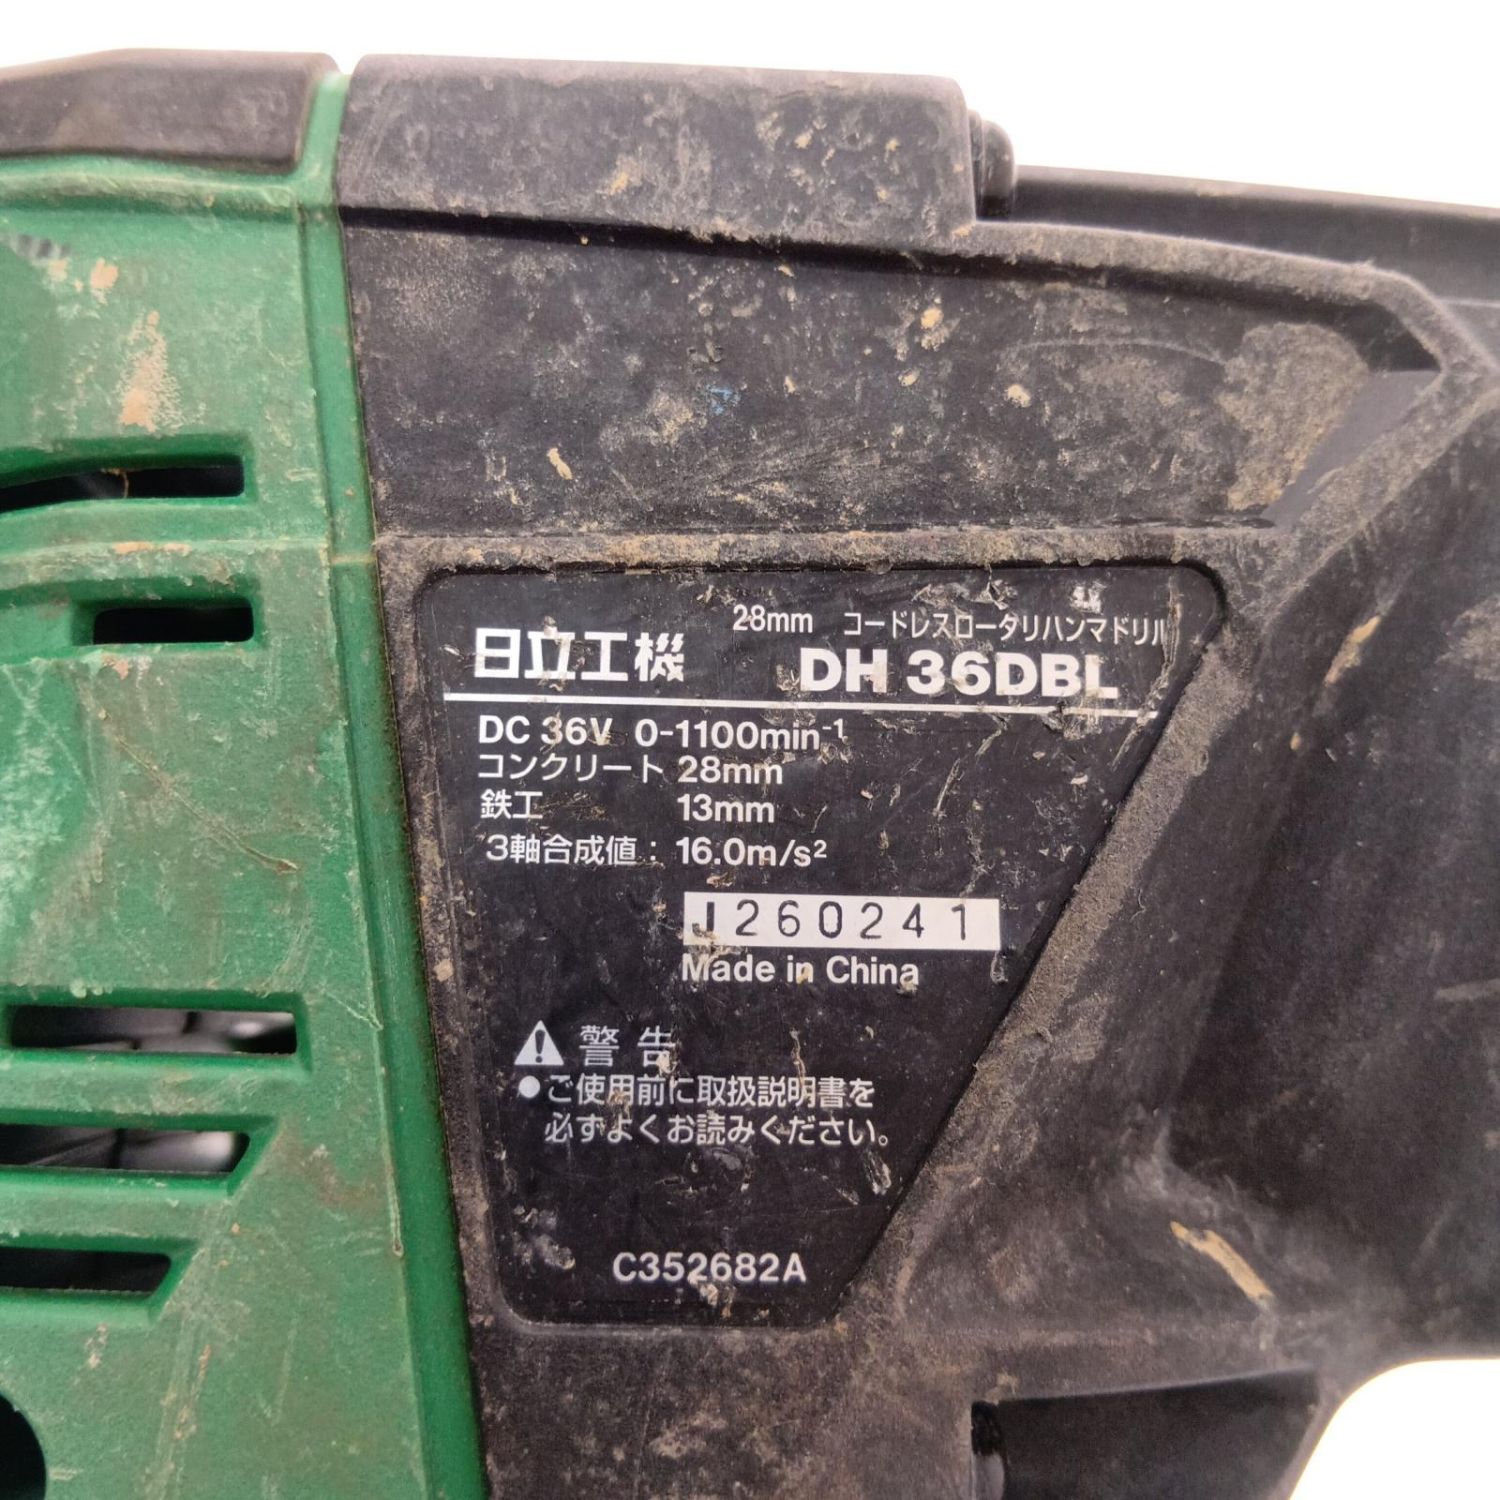 28mm コードレスロータリハンマドリル
日立工機 DH 36DBL
DC 36V 0-1100min⁻¹
コンクリート 28mm
鉄工 13mm
3軸合成値: 16.0m/s²
J260241
Made in China
警告
●ご使用前に取扱説明書を
必ずよくお読みください。
C352682A